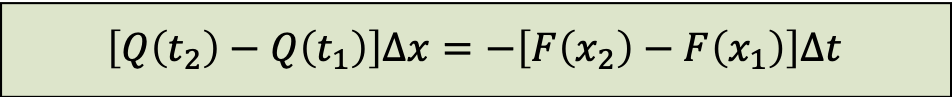 [Q(t₂) − Q(t₁)]Δx = −[F(x₂) − F(x₁)]Δt